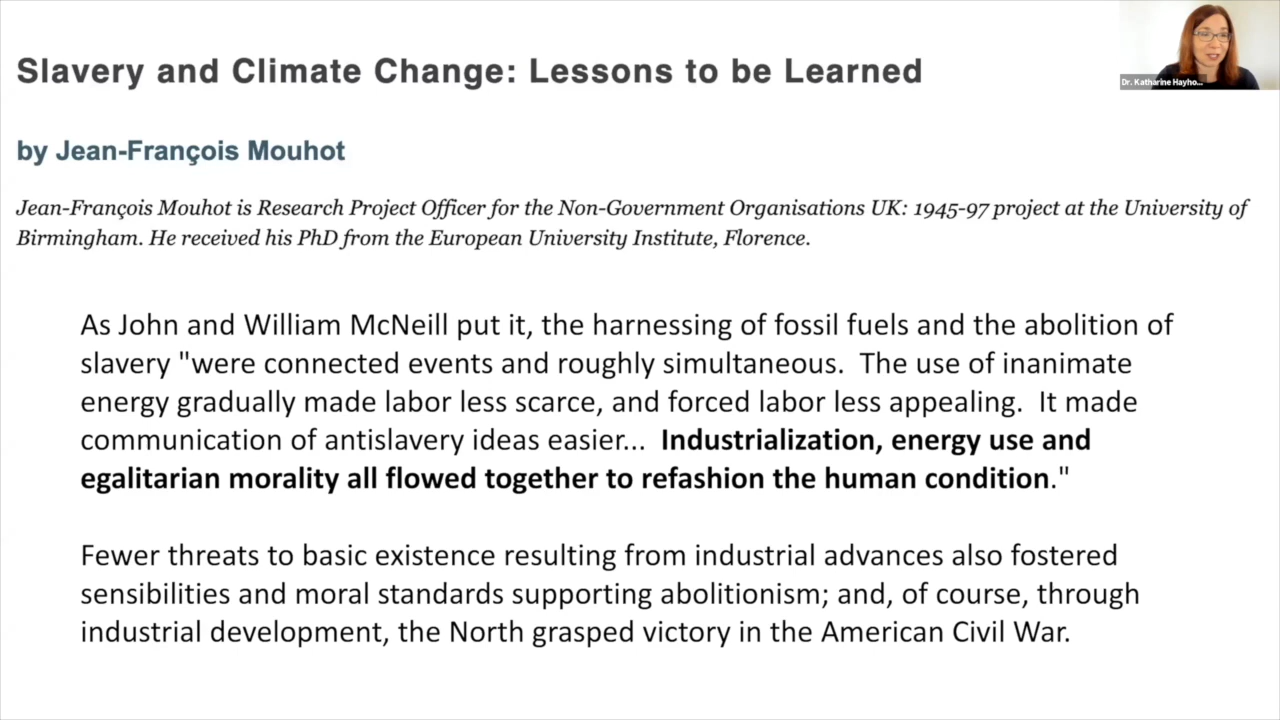 Slavery and Climate Change: Lessons to be Learned
Dr. Katharine Hayho...
by Jean-François Mouhot
Jean-François Mouhot is Research Project Officer for the Non-Government Organisations UK: 1945-97 project at the University of
Birmingham. He received his PhD from the European University Institute, Florence.
As John and William McNeill put it, the harnessing of fossil fuels and the abolition of
slavery "were connected events and roughly simultaneous.  The use of inanimate
energy gradually made labor less scarce, and forced labor less appealing.  It made
communication of antislavery ideas easier...  Industrialization, energy use and
egalitarian morality all flowed together to refashion the human condition."
Fewer threats to basic existence resulting from industrial advances also fostered
sensibilities and moral standards supporting abolitionism; and, of course, through
industrial development, the North grasped victory in the American Civil War.